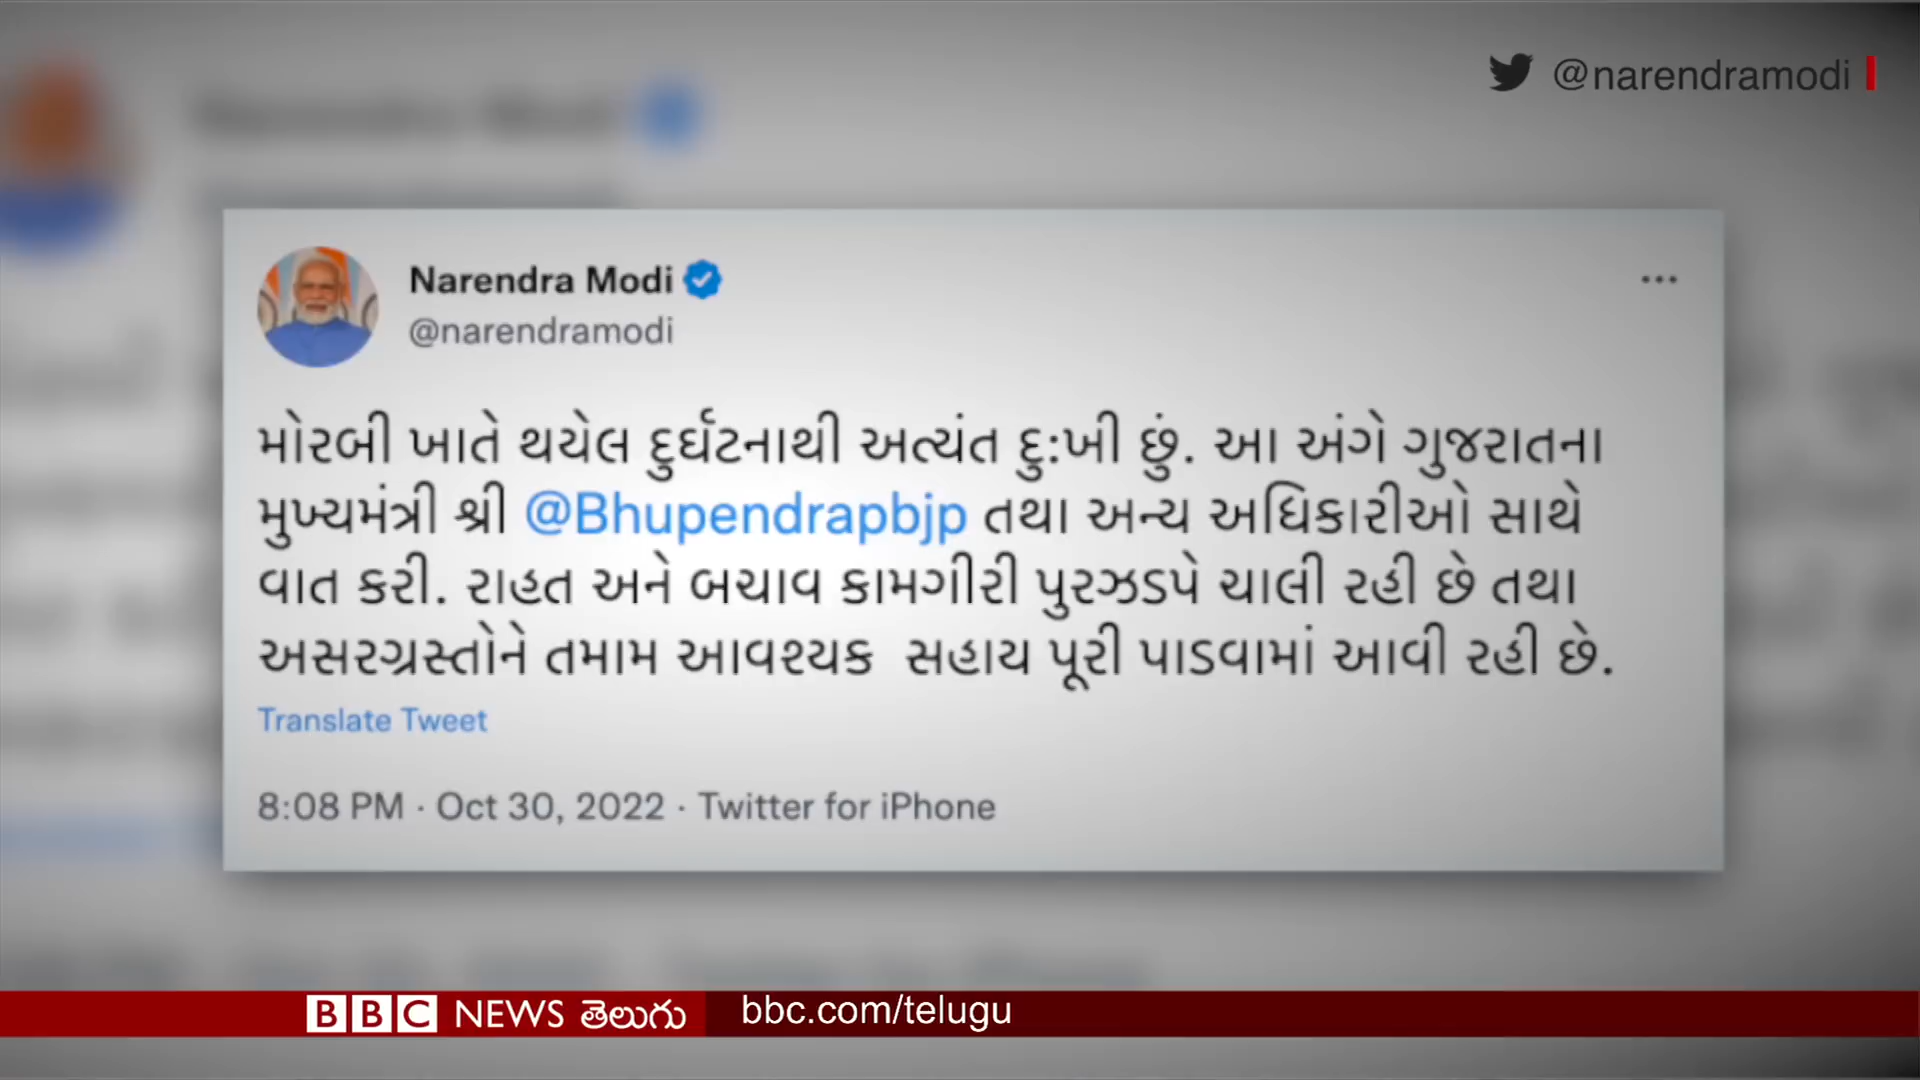 @narendramodi
Narendra Modi
@narendramodi
મોરબી ખાતે થયેલ દુર્ઘટનાથી અત્યંત દુ:ખી છું. આ અંગે ગુજરાતના
મુખ્યમંત્રી શ્રી @Bhupendrapbjp તથા અન્ય અધિકારીઓ સાથે
વાત કરી. રાહત અને બચાવ કામગીરી પુરઝડપે ચાલી રહી છે તથા
અસરગ્રસ્તોને તમામ આવશ્યક સહાય પૂરી પાડવામાં આવી રહી છે.
Translate Tweet
8:08 PM · Oct 30, 2022 · Twitter for iPhone
BBC NEWS తెలుగు bbc.com/telugu